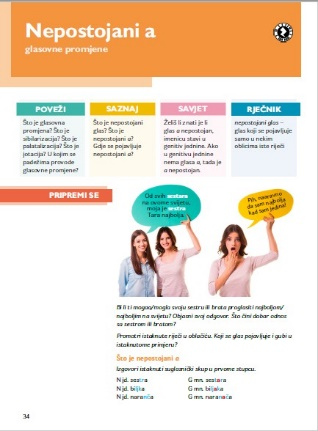 Nepostojani a
glasovne promjene
POVEŽI
Što je glasovna
promjena? Što je
sibilarizacija? Što je
palatalizacija? Što je
jotacija? U kojim se
padežima provode
glasovne promjene?
SAZNAJ
Što je nepostojani
glas? Što je
nepostojani a?
Gdje se pojavljuje
nepostojani a?
SAVJET
Želiš li znati je li
glas a nepostojan,
imenicu stavi u
genitiv jednine. Ako
u genitivu jednine
nema glasa a, tada je
a nepostojan.
RJEČNIK
nepostojani glas –
glas koji se pojavljuje
samo u nekim
oblicima iste riječi
PRIPREMI SE
Od svih sestara
na ovome svijetu,
moja je sestra
Tara najbolja.
Pih, naravno
da sam najbolja
kad sam jedina!
Bi li ti mogao/mogla svoju sestru ili brata proglasiti najboljom/
najboljim na svijetu? Objasni svoj odgovor. Što čini dobar odnos
sa sestrom ili bratom?
Promotri istaknute riječi u oblačiću. Koji se glas pojavljuje i gubi u
istaknutome primjeru?
Što je nepostojani a
Izgovori istaknuti suglasnički skup u prvome stupcu.
N jd. sestra
G mn. sestara
N jd. biljka
G mn. biljaka
N jd. naranča
G mn. naranača
34